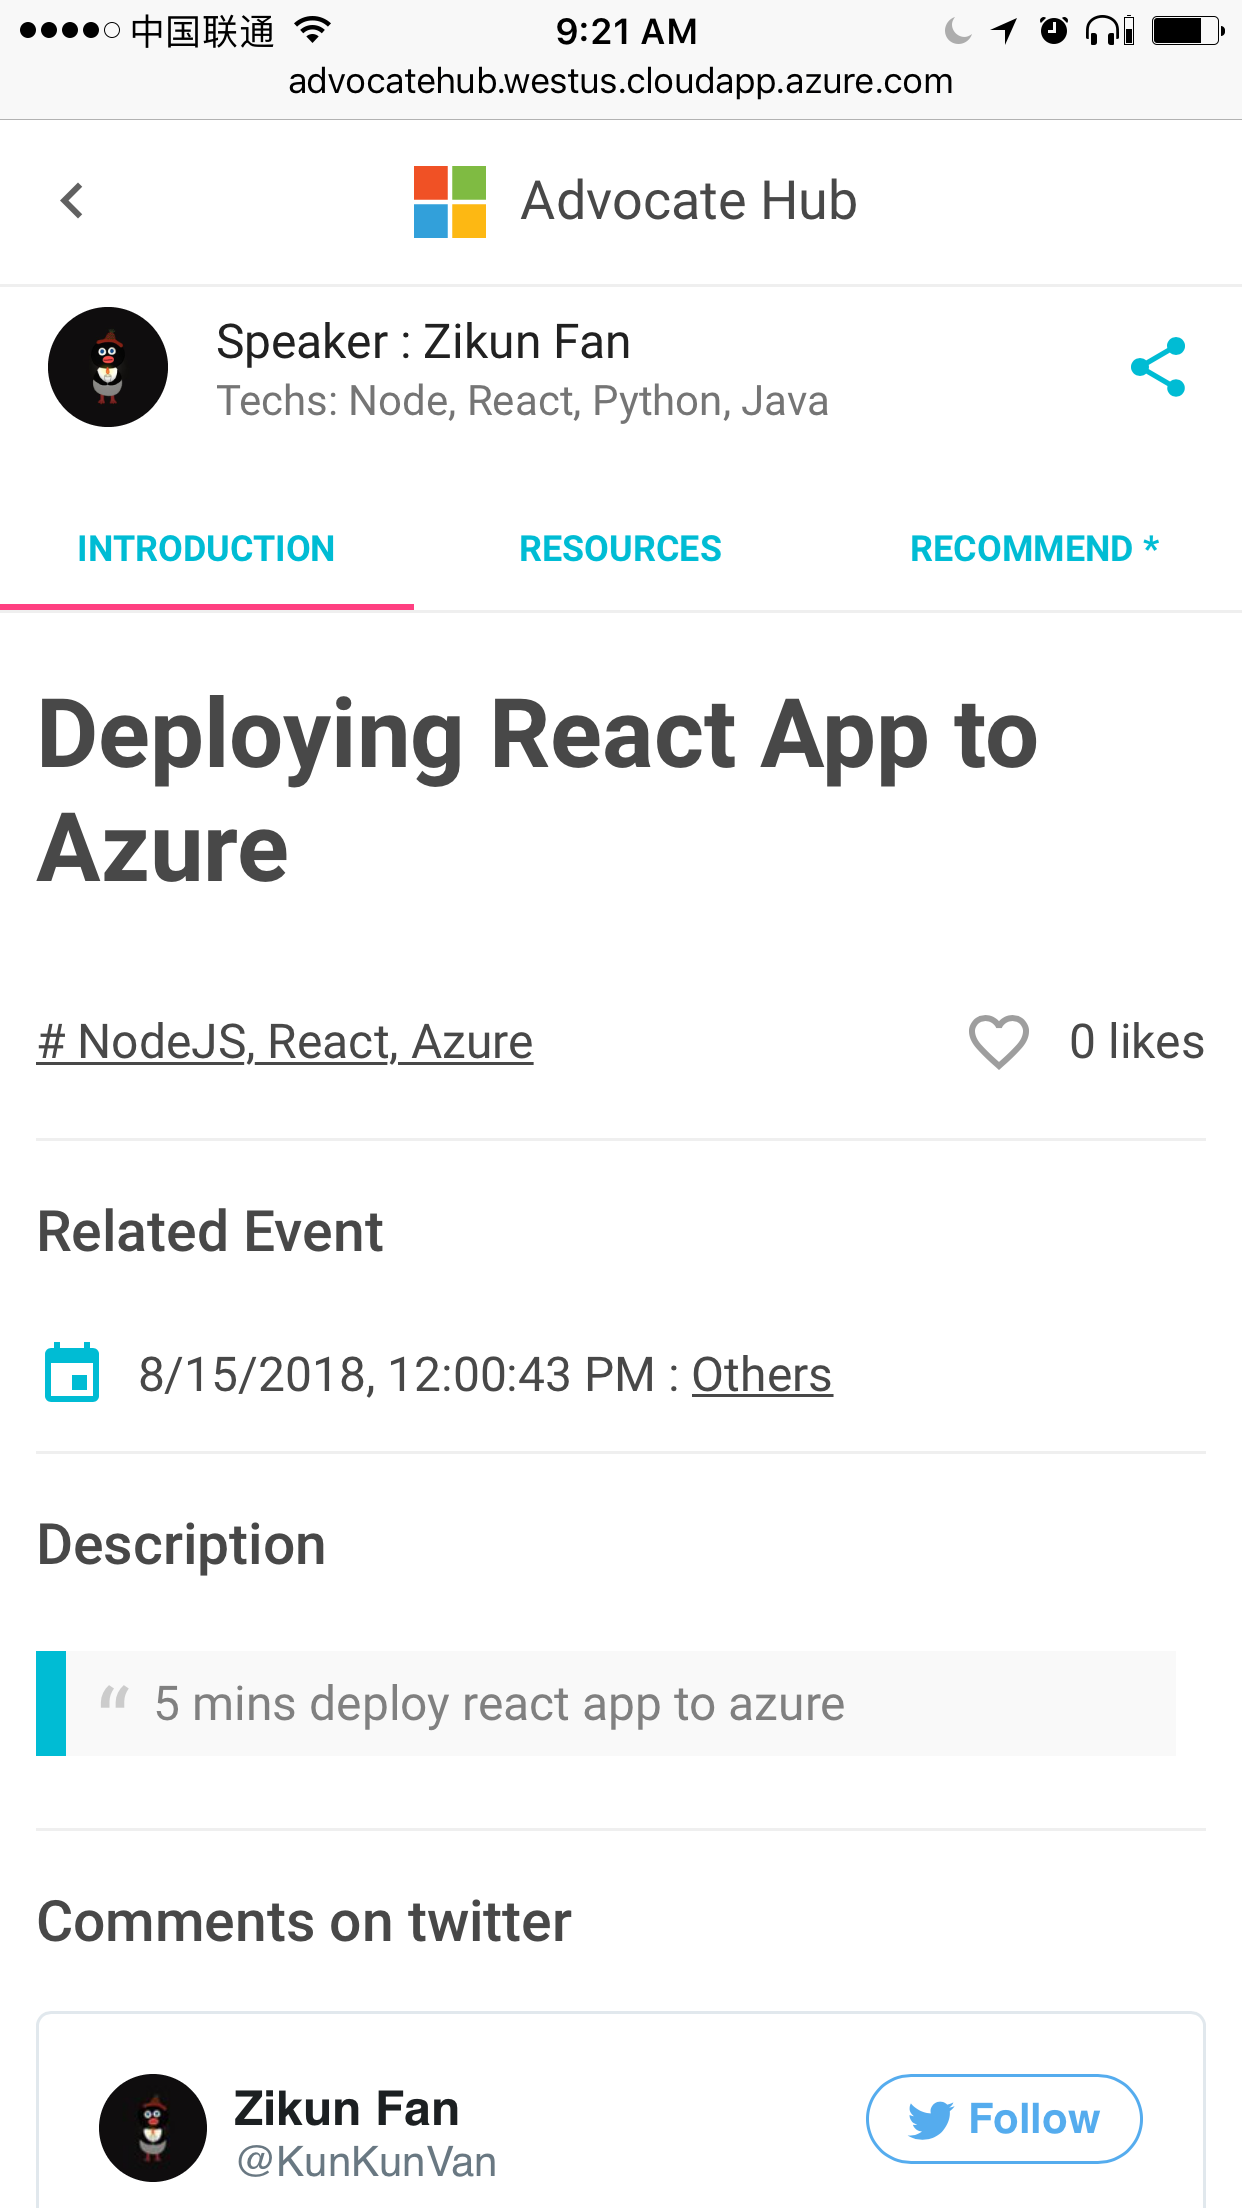 中国联通
9:21 AM
advocatehub.westus.cloudapp.azure.com
Advocate Hub
Speaker : Zikun Fan
Techs: Node, React, Python, Java
INTRODUCTION
RESOURCES
RECOMMEND *
Deploying React App to
Azure
# NodeJS, React, Azure
0 likes
Related Event
8/15/2018, 12:00:43 PM : Others
Description
“ 5 mins deploy react app to azure
Comments on twitter
Zikun Fan
Follow
@KunKunVan